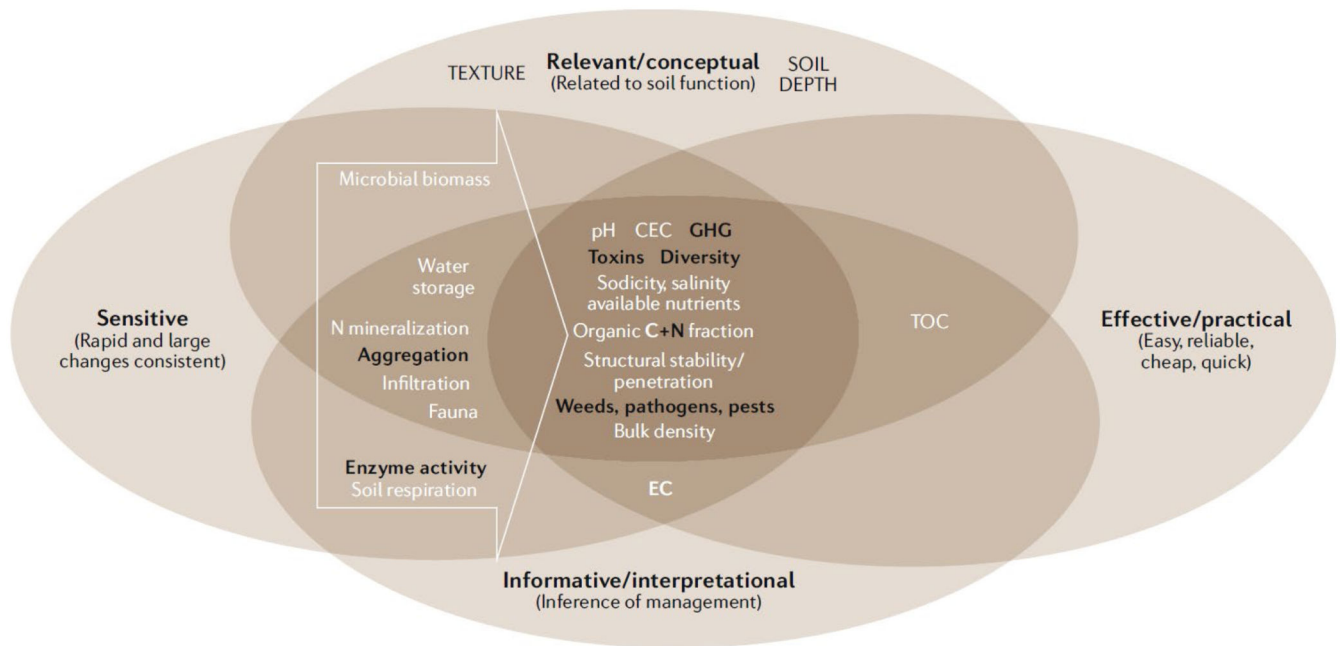 TEXTURE
Relevant/conceptual
(Related to soil function)
SOIL
DEPTH
Microbial biomass
pH CEC GHG
Toxins Diversity
Water
storage
Sodicity, salinity
available nutrients
Sensitive
(Rapid and large
changes consistent)
N mineralization
Aggregation
Infiltration
Fauna
Organic C+N fraction
Structural stability/
penetration
Weeds, pathogens, pests
Bulk density
TOC
Effective/practical
(Easy, reliable,
cheap, quick)
Enzyme activity
Soil respiration
EC
Informative/interpretational
(Inference of management)